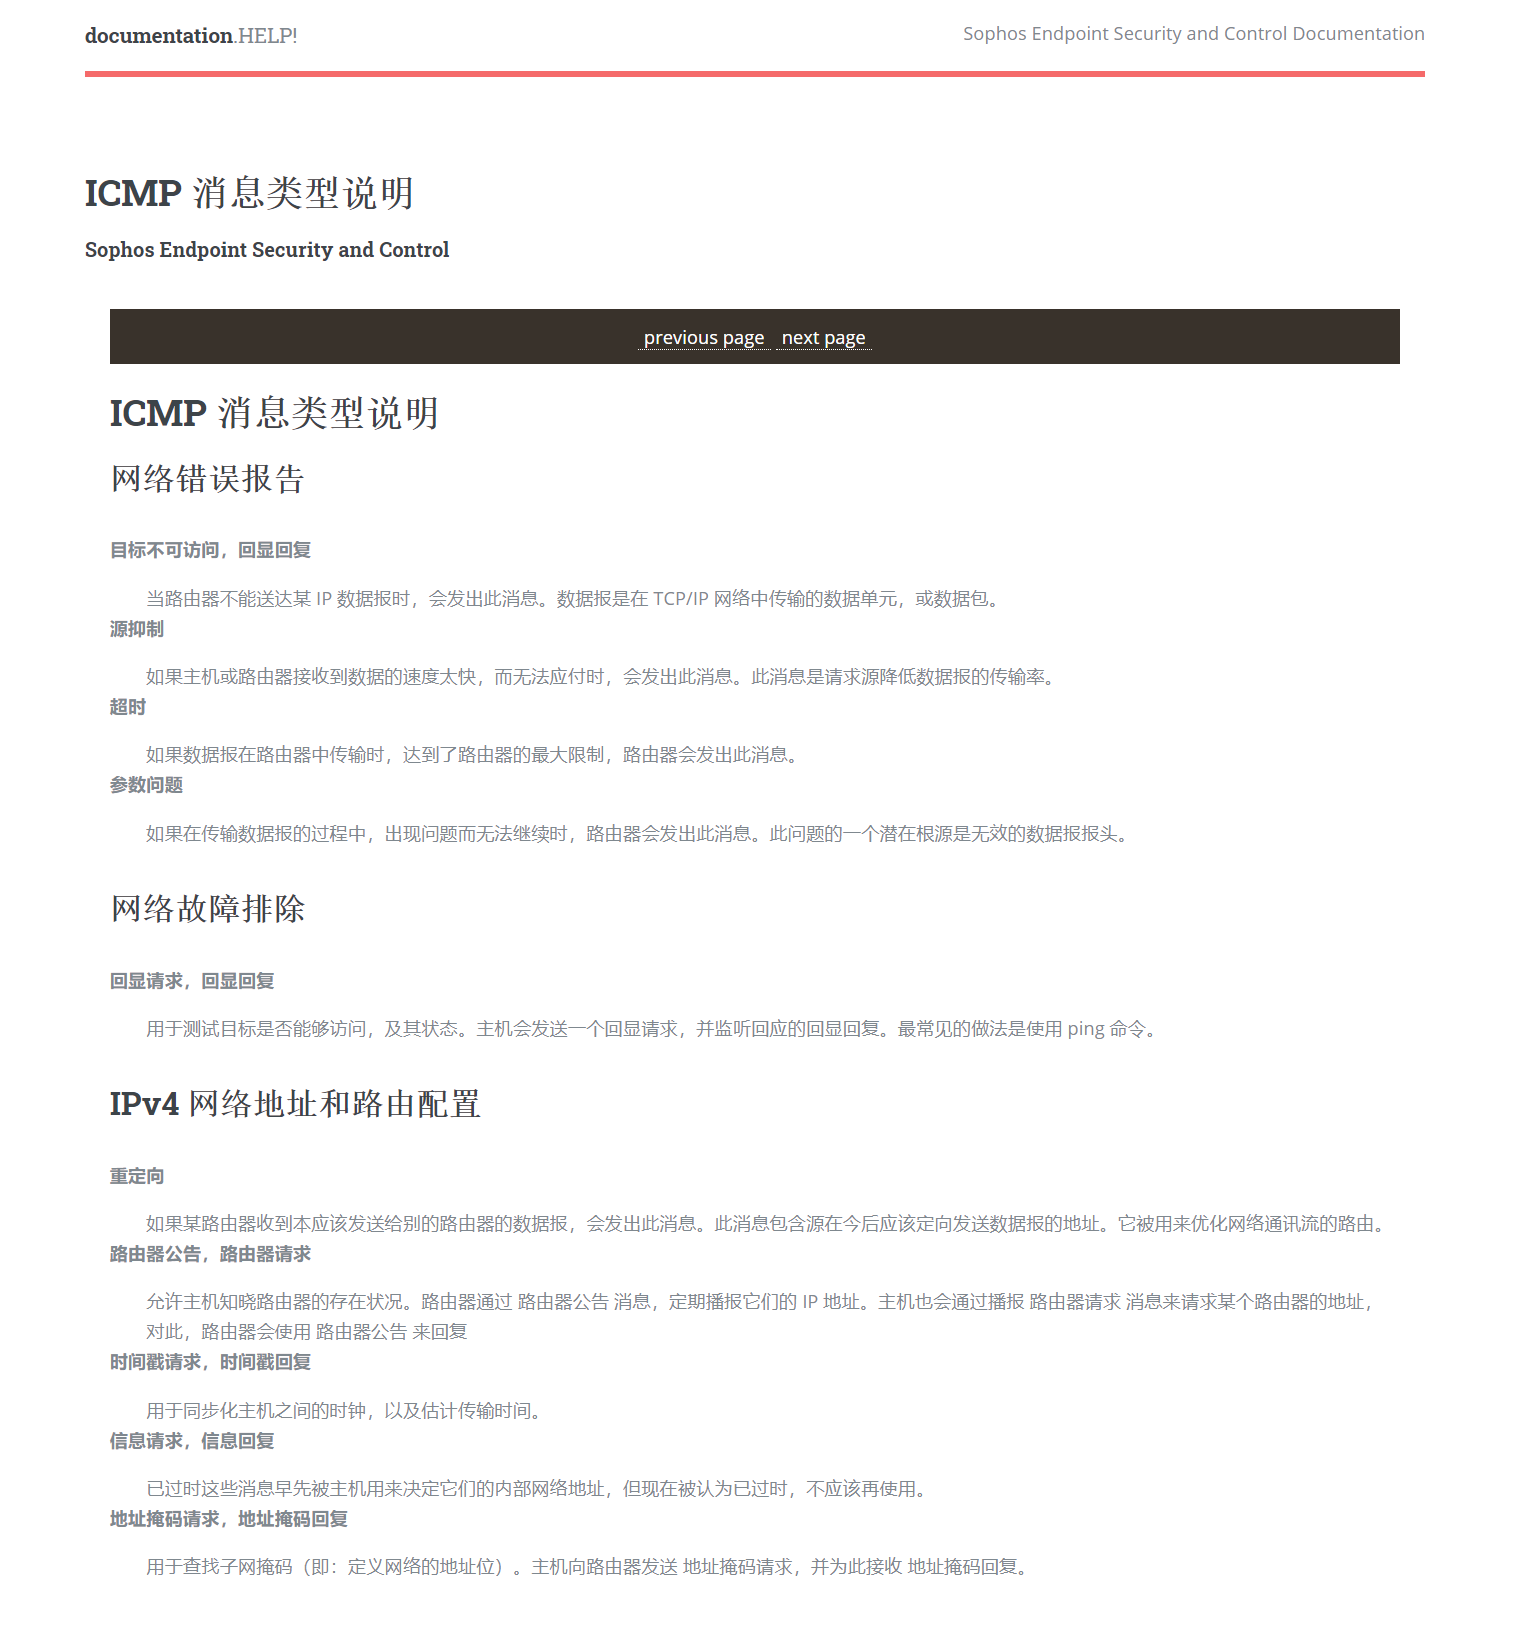 documentation.HELP!
Sophos Endpoint Security and Control Documentation
ICMP 消息类型说明
Sophos Endpoint Security and Control
previous page next page
ICMP 消息类型说明
网络错误报告
目标不可访问，回显回复
当路由器不能送达某 IP 数据报时，会发出此消息。数据报是在 TCP/IP 网络中传输的数据单元，或数据包。
源抑制
如果主机或路由器接收到数据的速度太快，而无法应付时，会发出此消息。此消息是请求源降低数据报的传输率。
超时
如果数据报在路由器中传输时，达到了路由器的最大限制，路由器会发出此消息。
参数问题
如果在传输数据报的过程中，出现问题而无法继续时，路由器会发出此消息。此问题的一个潜在根源是无效的数据报报头。
网络故障排除
回显请求，回显回复
用于测试目标是否能够访问，及其状态。主机会发送一个回显请求，并监听回应的回显回复。最常见的做法是使用 ping 命令。
IPv4 网络地址和路由配置
重定向
如果某路由器收到本应该发送给别的路由器的数据报，会发出此消息。此消息包含源在今后应该定向发送数据报的地址。它被用来优化网络通讯流的路由。
路由器公告，路由器请求
允许主机知晓路由器的存在状况。路由器通过 路由器公告 消息，定期播报它们的 IP 地址。主机也会通过播报 路由器请求 消息来请求某个路由器的地址，
对此，路由器会使用 路由器公告 来回复
时间戳请求，时间戳回复
用于同步化主机之间的时钟，以及估计传输时间。
信息请求，信息回复
已过时这些消息早先被主机用来决定它们的内部网络地址，但现在被认为已过时，不应该再使用。
地址掩码请求，地址掩码回复
用于查找子网掩码（即：定义网络的地址位）。主机向路由器发送 地址掩码请求，并为此接收 地址掩码回复。